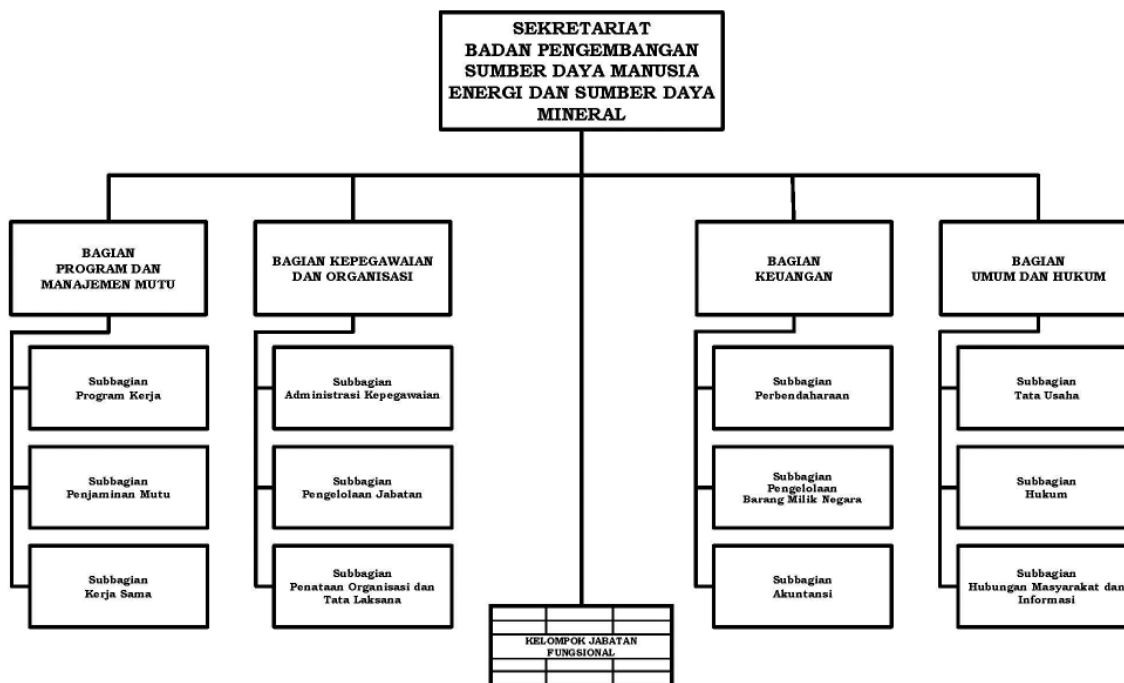 SEKRETARIAT
BADAN PENGEMBANGAN
SUMBER DAYA MANUSIA
ENERGI DAN SUMBER DAYA
MINERAL
BAGIAN
PROGRAM DAN
MANAJEMEN MUTU
BAGIAN KEPEGAWAIAN
DAN ORGANISASI
BAGIAN
KEUANGAN
BAGIAN
UMUM DAN HUKUM
Subbagian
Program Kerja
Subbagian
Administrasi Kepegawaian
Subbagian
Perbendaharaan
Subbagian
Tata Usaha
Subbagian
Penjaminan Mutu
Subbagian
Pengelolaan Jabatan
Subbagian
Pengelolaan
Barang Milik Negara
Subbagian
Hukum
Subbagian
Kerja Sama
Subbagian
Penataan Organisasi dan
Tata Laksana
Subbagian
Akuntansi
Subbagian
Hubungan Masyarakat dan
Informasi
KELOMPOK JABATAN
FUNGSIONAL